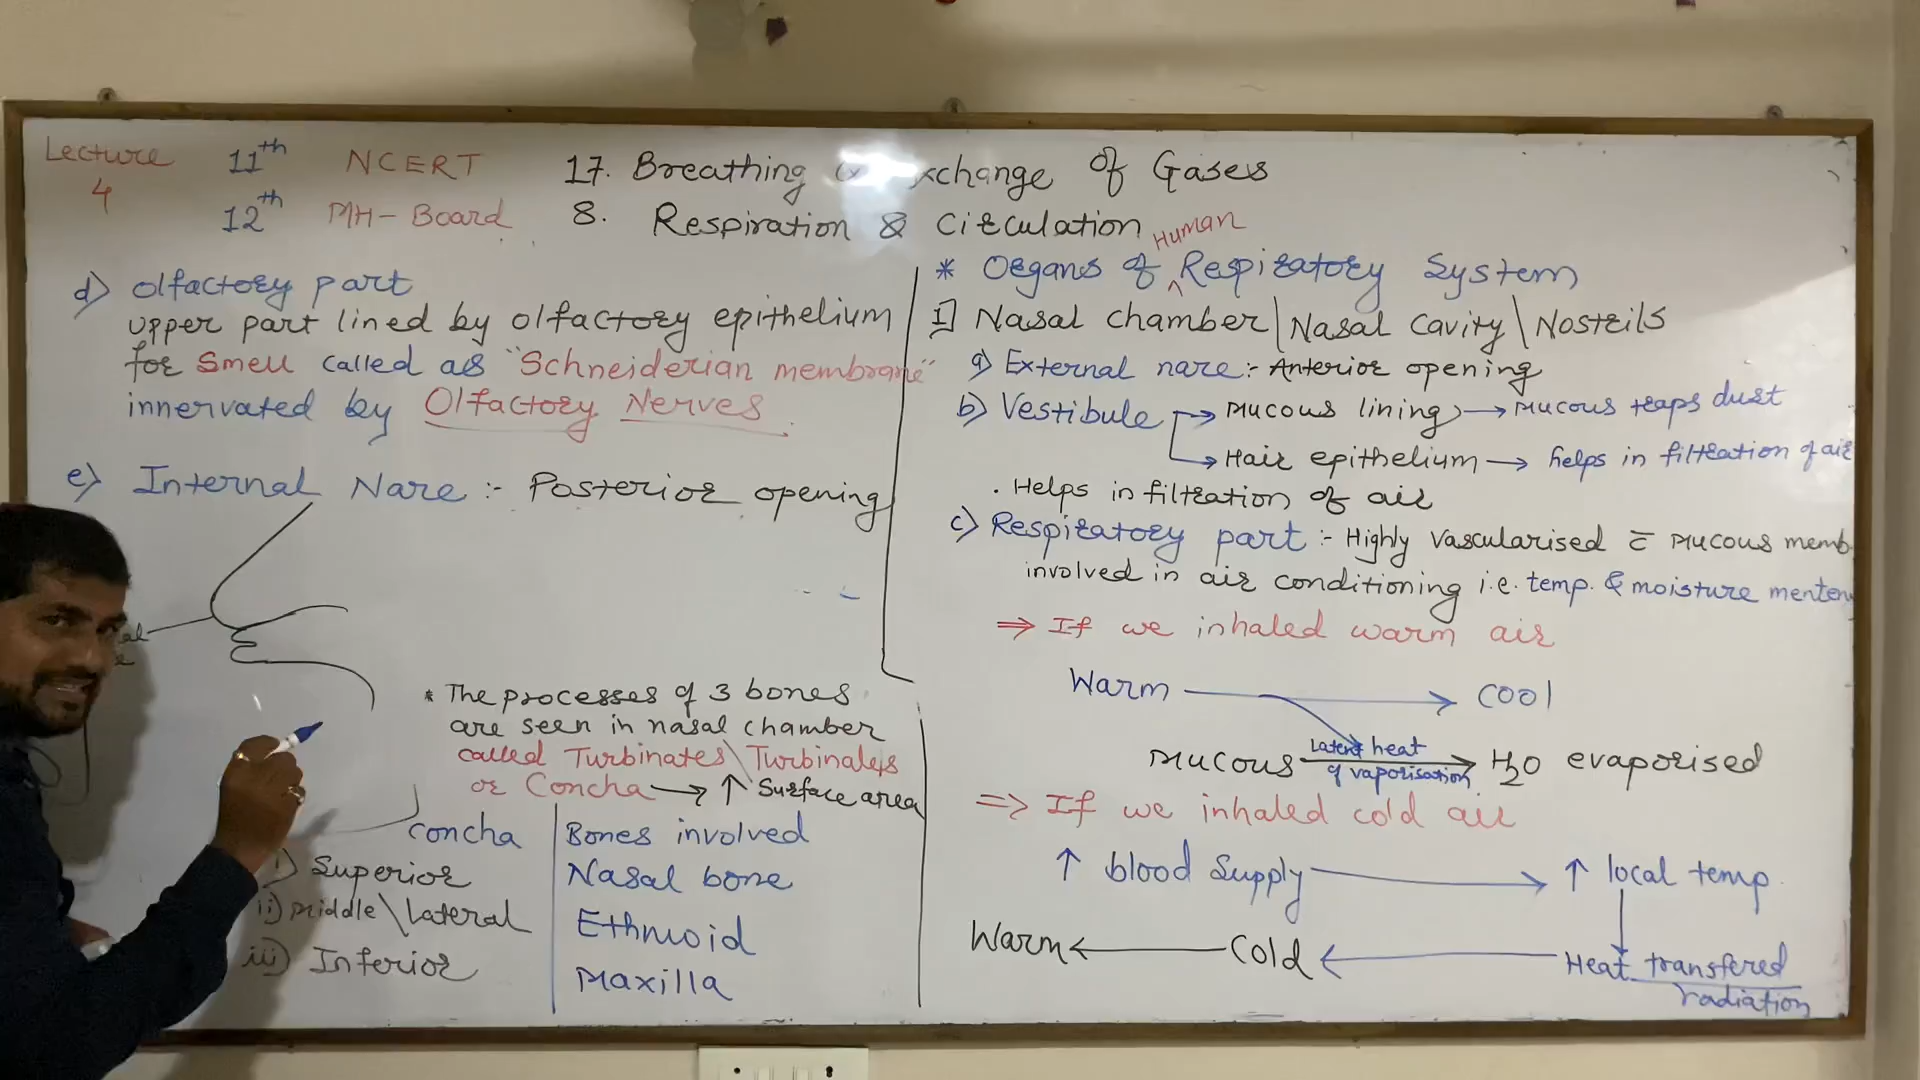 Lecture 4
11th NCERT 17. Breathing & Exchange of Gases
12th MH-Board 8. Respiration & Circulation
d) Olfactory part
upper part lined by olfactory epithelium
for Smell called as "Schneiderian membrane"
innervated by Olfactory Nerves
e) Internal Nare :- Posterior opening
* The processes of 3 bones
are seen in nasal chamber
called Turbinates \ Turbinals
or Concha → ↑ Surface area
Concha | Bones involved
i) Superior | Nasal bone
ii) Middle \ Lateral | Ethmoid
iii) Inferior | Maxilla
* Organs of Human Respiratory System
I] Nasal chamber | Nasal Cavity \ Nostrils
a) External nare :- Anterior opening
b) Vestibule → Mucous lining → Mucous traps dust
→ Hair epithelium → helps in filtration of air
. Helps in filtration of air
c) Respiratory part :- Highly vascularised c̄ Mucous memb
involved in air conditioning i.e. temp. & moisture menten
⇒ If we inhaled warm air
Warm → Cool
Mucous Latent heat of vaporisation → H₂O evaporised
⇒ If we inhaled cold air
↑ blood Supply → ↑ local temp.
Warm ← Cold ← Heat transfered
radiation